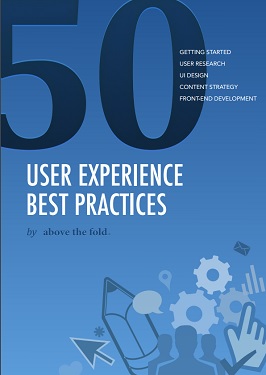 50
GETTING STARTED
USER RESEARCH
UI DESIGN
CONTENT STRATEGY
FRONT-END DEVELOPMENT
USER EXPERIENCE
BEST PRACTICES
by above the fold.